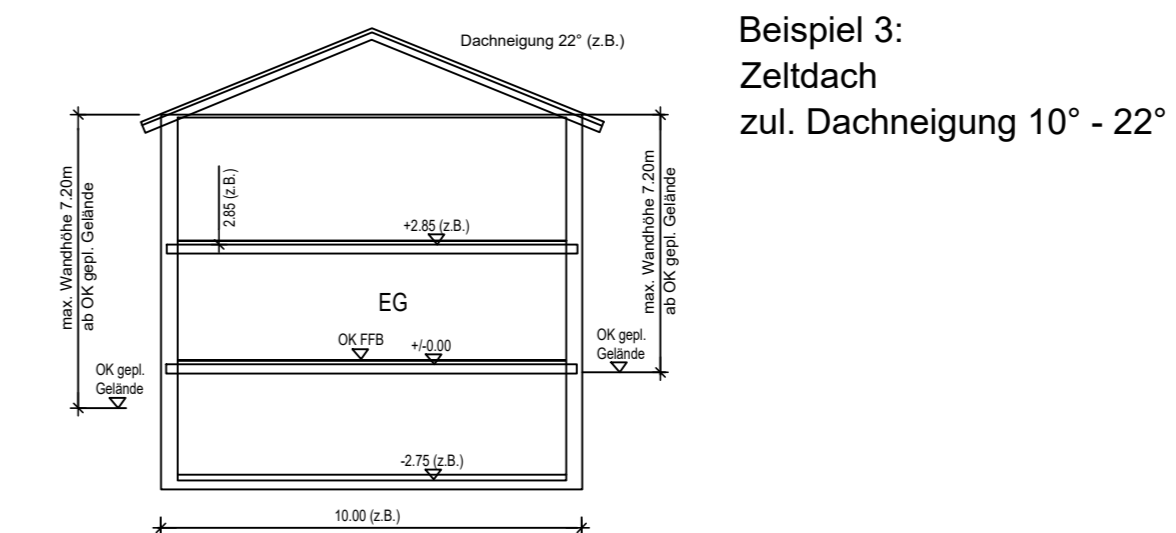 Dachneigung 22° (z.B.)
Beispiel 3:
Zeltdach
zul. Dachneigung 10° - 22°
max. Wandhöhe 7.20m
ab OK gepl. Gelände
2.85 (z.B.)
+2.85 (z.B.)
max. Wandhöhe 7.20m
ab OK gepl. Gelände
EG
OK FFB
+/-0.00
OK gepl.
Gelände
OK gepl.
Gelände
-2.75 (z.B.)
10.00 (z.B.)